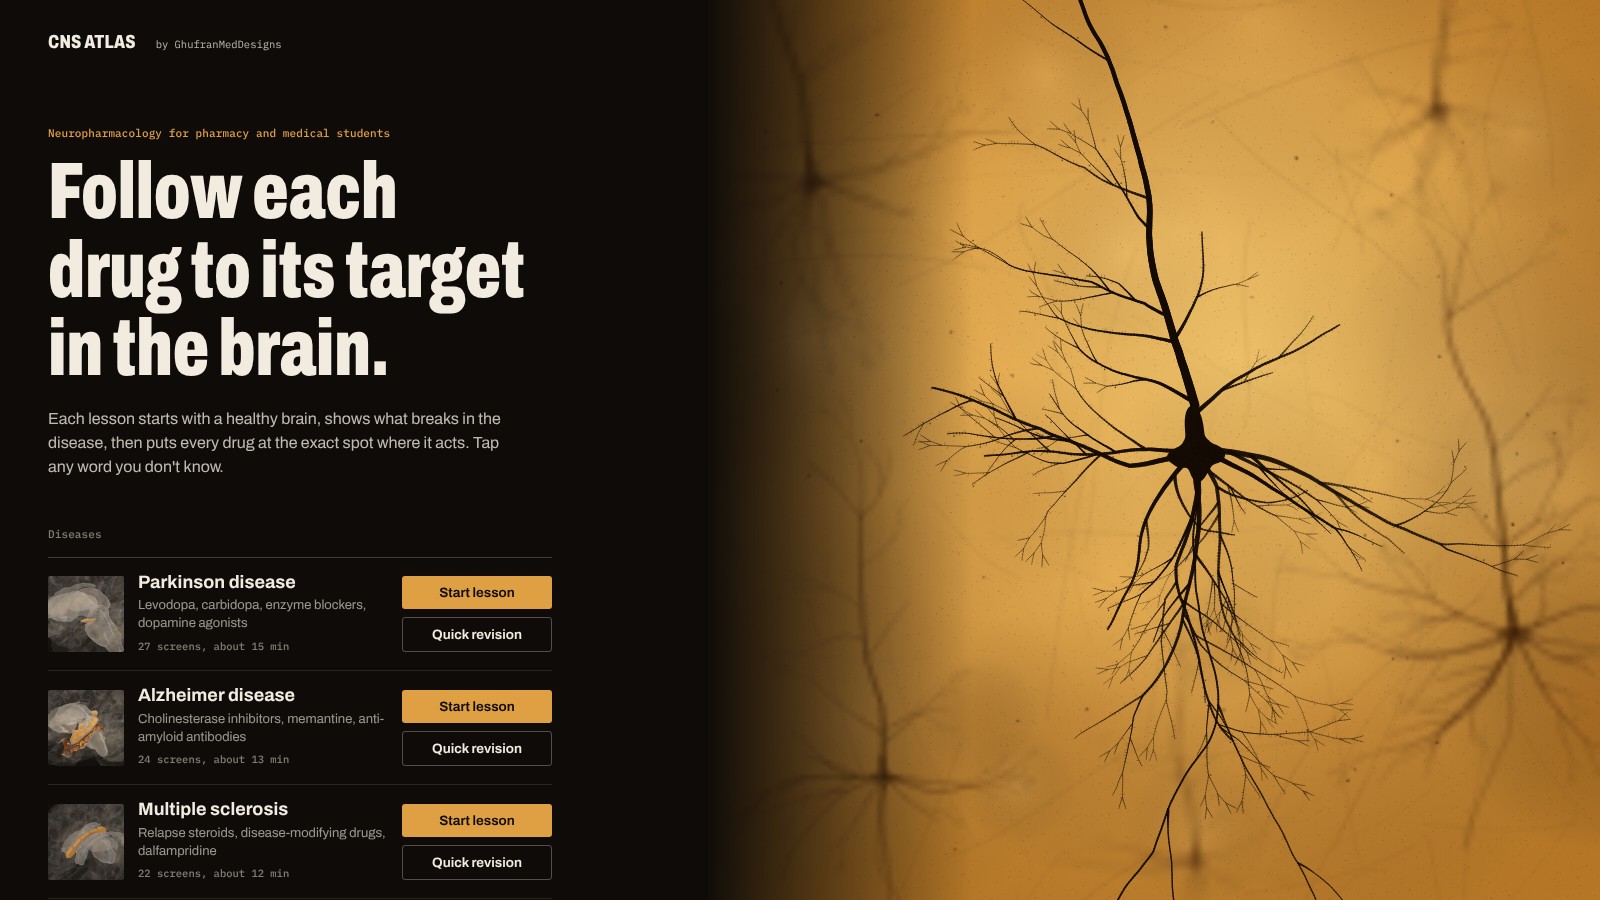 CNS ATLAS by GhufranMedDesigns
Neuropharmacology for pharmacy and medical students
Follow each
drug to its target
in the brain.
Each lesson starts with a healthy brain, shows what breaks in the
disease, then puts every drug at the exact spot where it acts. Tap
any word you don't know.
Diseases
Parkinson disease
Levodopa, carbidopa, enzyme blockers,
dopamine agonists
27 screens, about 15 min
Start lesson
Quick revision
Alzheimer disease
Cholinesterase inhibitors, memantine, anti-
amyloid antibodies
24 screens, about 13 min
Start lesson
Quick revision
Multiple sclerosis
Relapse steroids, disease-modifying drugs,
dalfampridine
22 screens, about 12 min
Start lesson
Quick revision